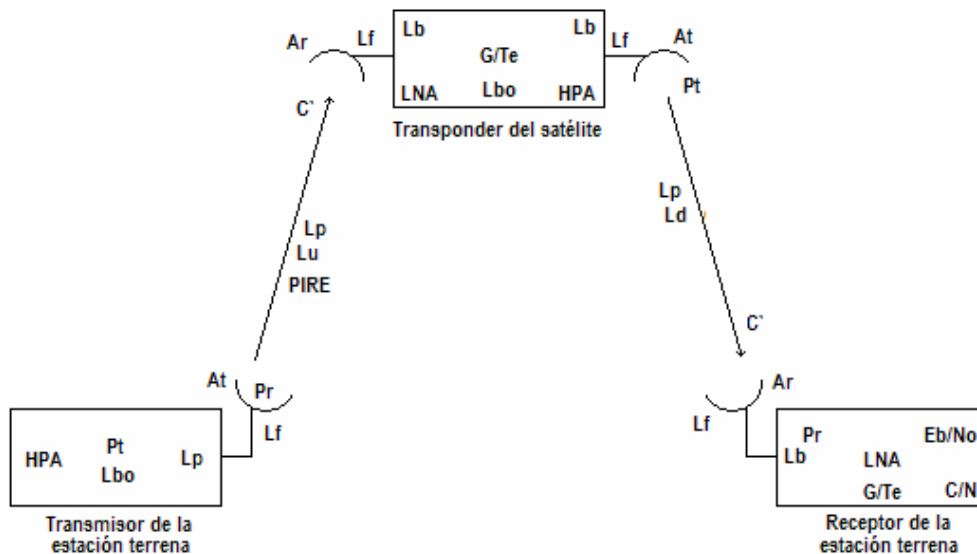 Ar
Lf
Lb
Lb
Lf
At
G/Te
LNA
Lbo
HPA
Pt
C`
Transponder del satélite
Lp
Ld
Lp
Lu
PIRE
C`
At
Pr
Lf
Ar
Lf
HPA
Pt
Lbo
Lp
Pr
Eb/No
Lb
LNA
G/Te
C/N
Transmisor de la
estación terrena
Receptor de la
estación terrena